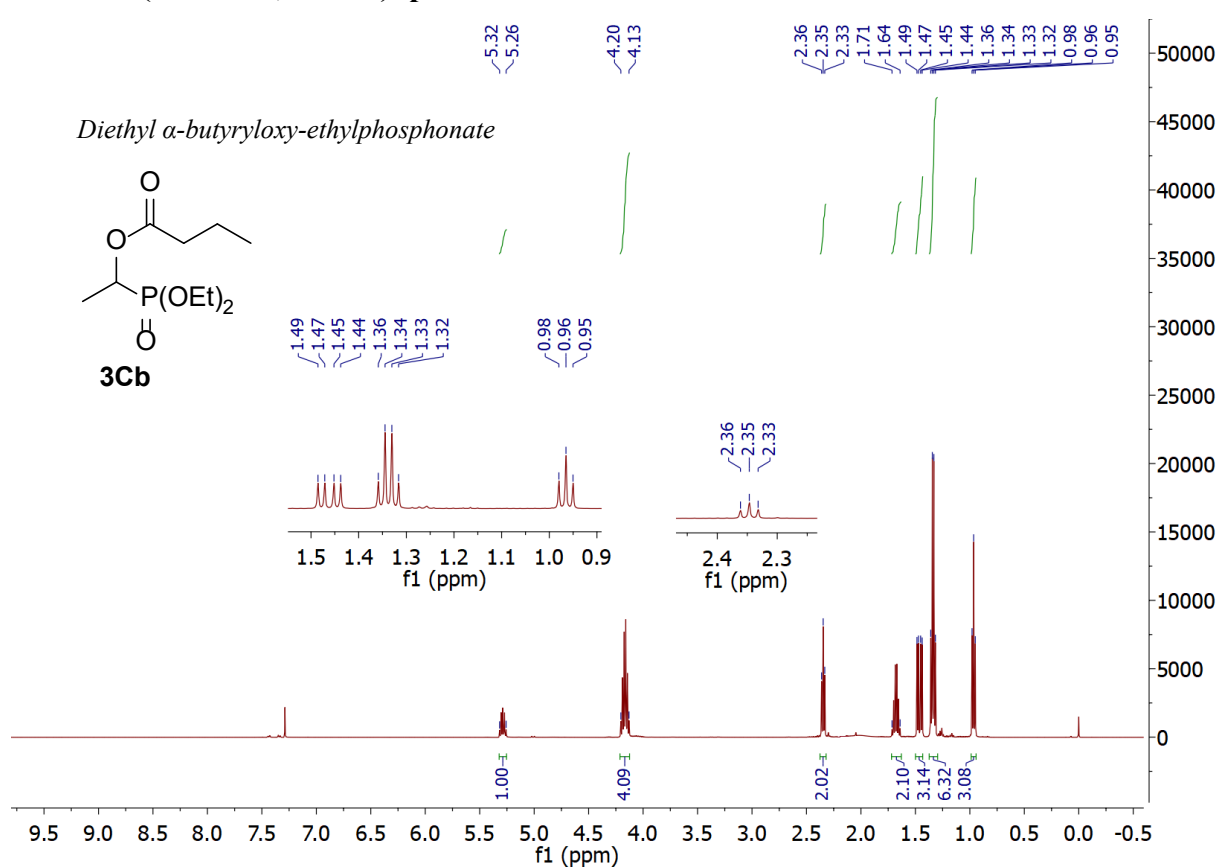 5.32 5.26 4.20 4.13 2.36 2.35 2.33 1.71 1.64 1.49 1.47 1.45 1.44 1.36 1.34 1.33 1.32 0.98 0.96 0.95
Diethyl α-butyryloxy-ethylphosphonate
O
O
P(OEt)2
O
3Cb
1.49 1.47 1.45 1.44 1.36 1.34 1.33 1.32 0.98 0.96 0.95
2.36 2.35 2.33
1.5 1.4 1.3 1.2 1.1 1.0 0.9
f1 (ppm)
2.4 2.3
f1 (ppm)
50000
45000
40000
35000
30000
25000
20000
15000
10000
5000
0
1.00 4.09 2.02 2.10 3.14 6.32 3.08
9.5 9.0 8.5 8.0 7.5 7.0 6.5 6.0 5.5 5.0 4.5 4.0 3.5 3.0 2.5 2.0 1.5 1.0 0.5 0.0 -0.5
f1 (ppm)